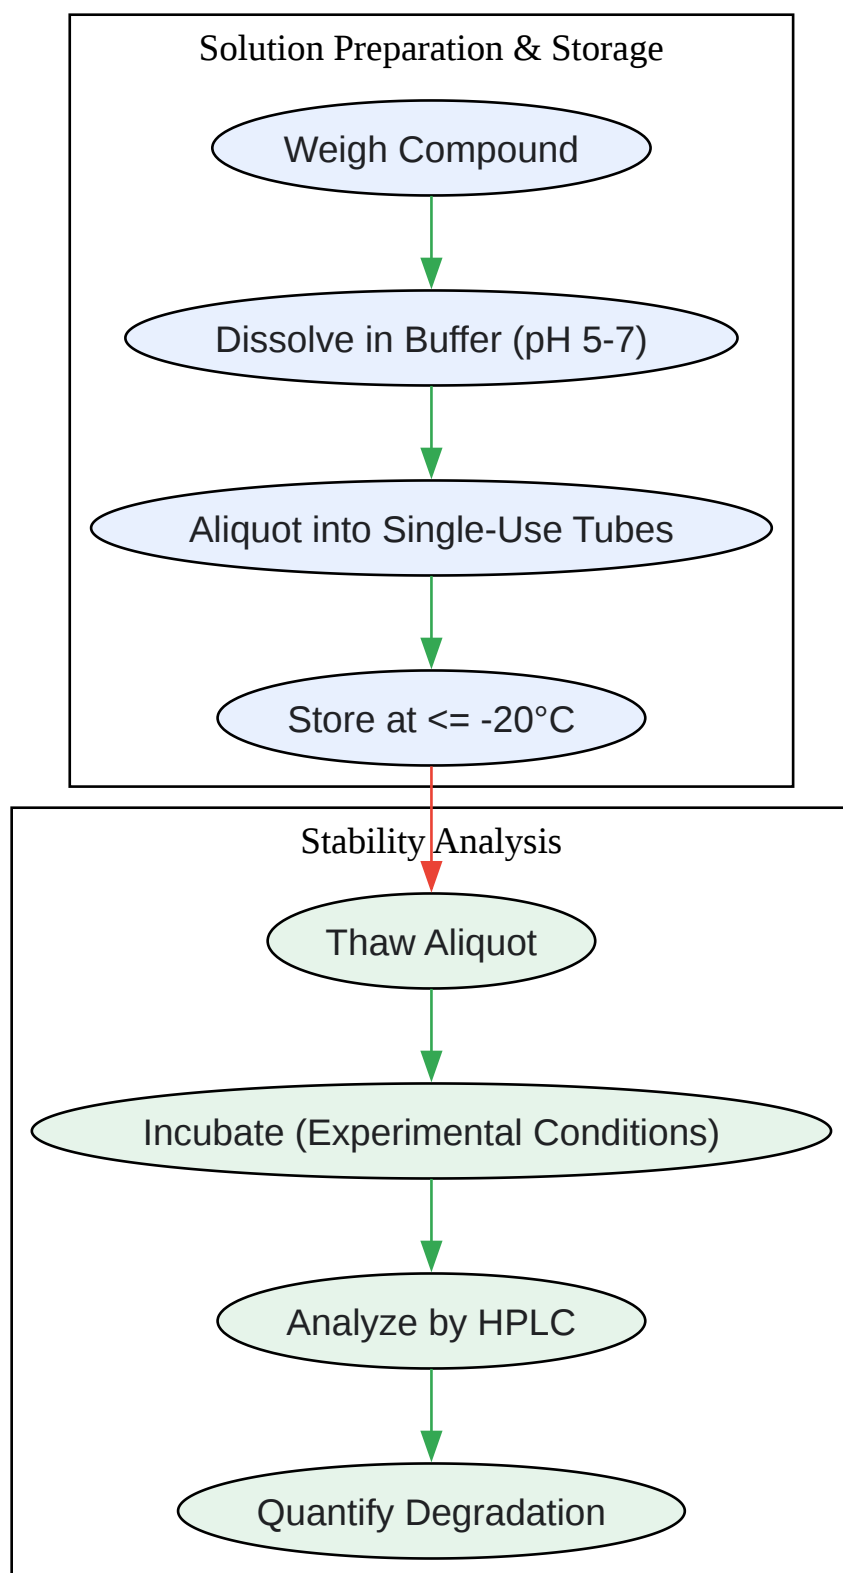 Solution Preparation & Storage
Weigh Compound
Dissolve in Buffer (pH 5-7)
Aliquot into Single-Use Tubes
Store at <= -20°C
Stability Analysis
Thaw Aliquot
Incubate (Experimental Conditions)
Analyze by HPLC
Quantify Degradation